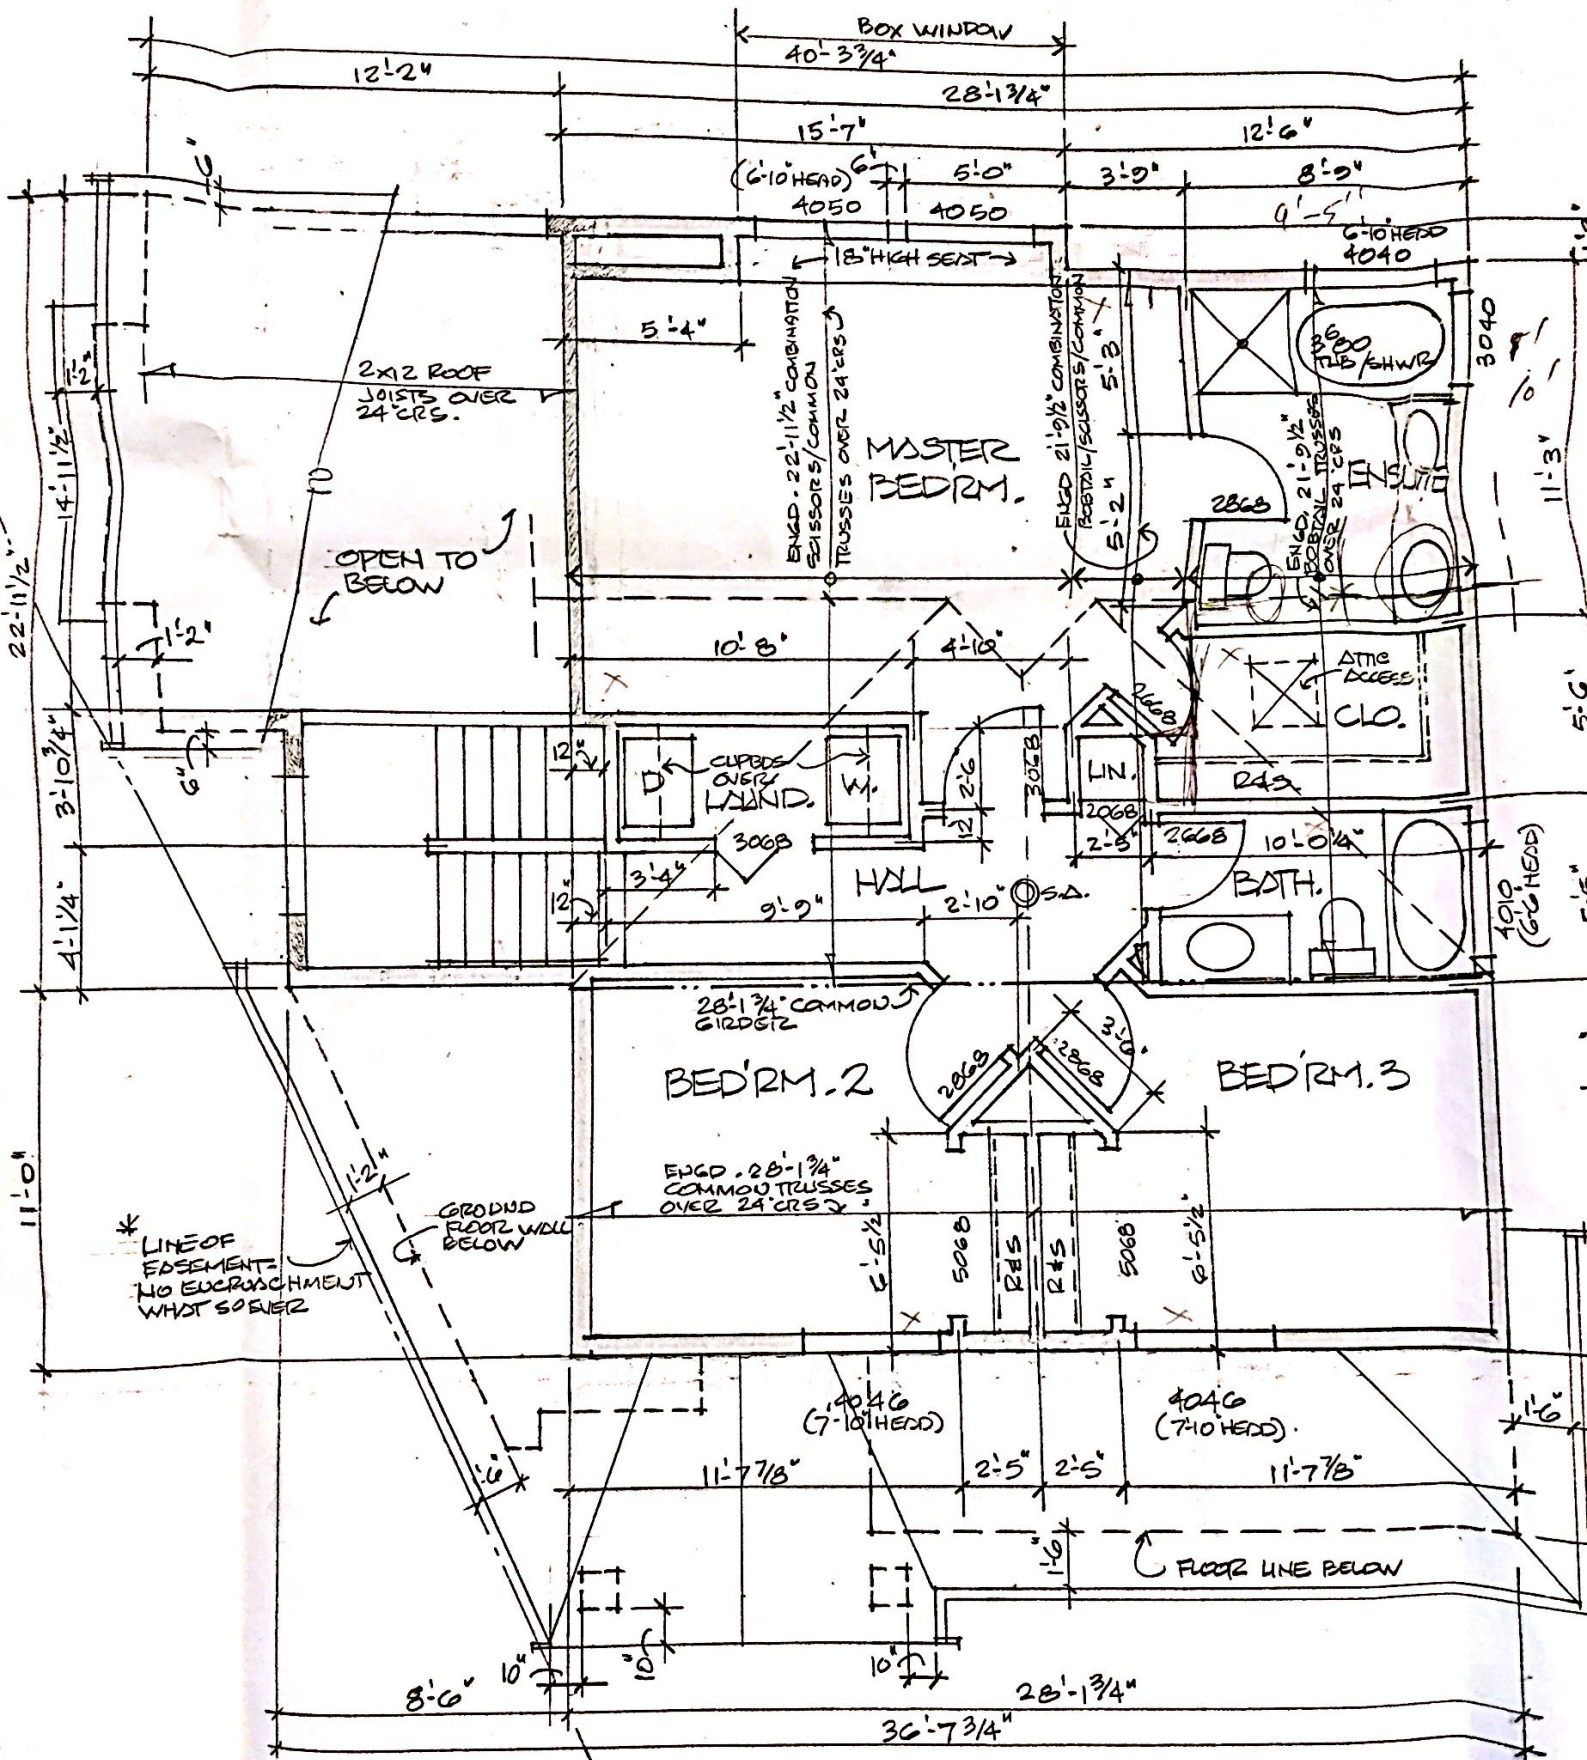 BOX WINDOW
40'-3 3/4"
12'-2"
28'-1 3/4"
15'-7"
12'-6"
(6'-10" HEAD)
6"
5'-0"
3'-9"
8'-9"
4050
4050
9'-5"
6'-10" HEAD
4040
6"
18" HIGH SEAT
3040
5'-4"
1'-2"
2x12 ROOF
JOISTS OVER
24" CRS.
ENGD. 22'-11 1/2" COMBINATION
SCISSORS/COMMON
TRUSSES OVER 24" CRS
ENGD 21'-9 1/2" COMBINATION
BOBTAIL/SCISSORS/COMMON
5'-3"
TUB/SHWR
MASTER
BEDRM.
ENGD. 21'-9 1/2"
BOBTAIL TRUSSES
OVER 24" CRS
ENSUITE
2868
5'-2"
11'-3"
14'-11 1/2"
22'-11 1/2"
OPEN TO
BELOW
1'-2"
10'-8"
4'-10"
ATTIC
ACCESS
CLO.
5'-6"
2668
R&S
3'-10 3/4"
6"
12"
D
CUPBDS
OVER
LAUND.
W.
2'-6
3068
LIN.
12
2068
2'-5"
2668
10'-0 1/4"
3068
3'-4"
HALL
BATH.
4010
(6'-6" HEAD)
4'-1 1/4"
12"
9'-9"
2'-10"
S.A.
28'-1 3/4" COMMON
GIRDER
BED'RM. 2
2868
2868
3'-6"
BED'RM. 3
11'-0"
1'-2"
ENGD. 28'-1 3/4"
COMMON TRUSSES
OVER 24" CRS
GROUND
FLOOR WALL
BELOW
* LINE OF
EASEMENT-
NO ENCROACHMENT
WHAT SO EVER
6'-5 1/2"
5068
R&S
R&S
5068
6'-5 1/2"
4046
(7'-10" HEAD)
4046
(7'-10" HEAD).
1'-6"
11'-7 7/8"
2'-5"
2'-5"
11'-7 7/8"
1'-6"
1'-6"
FLOOR LINE BELOW
10"
10"
10"
8'-6"
28'-1 3/4"
36'-7 3/4"